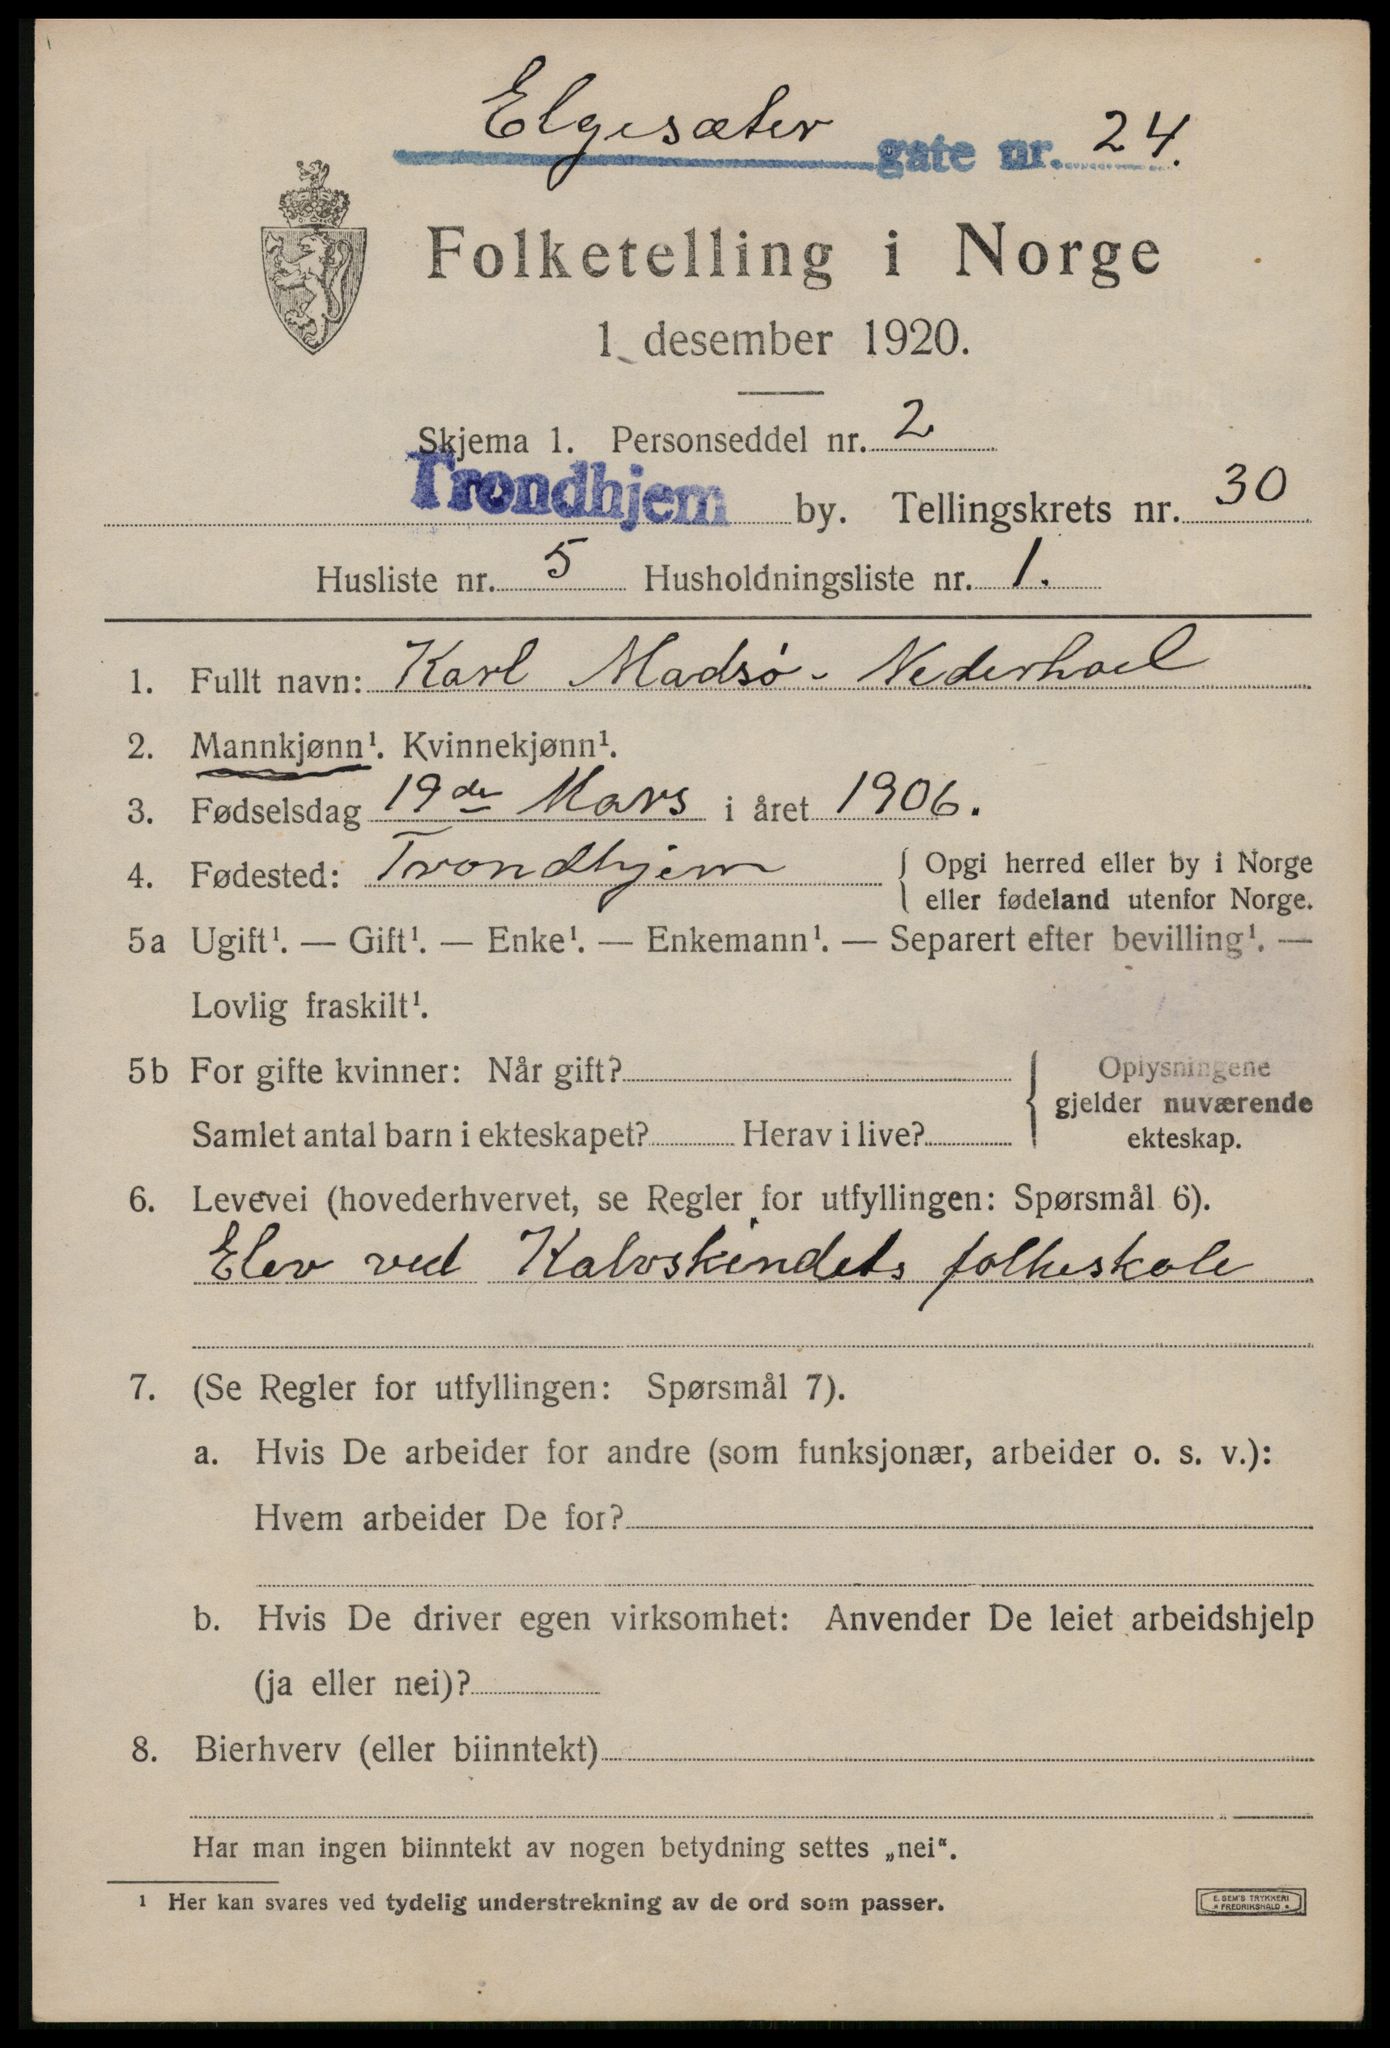 Elgesæter gate nr. 24.
Folketelling i Norge
1. desember 1920.
Skjema 1. Personseddel nr. 2
Trondhjem by. Tellingskrets nr. 30
Husliste nr. 5 Husholdningsliste nr. 1.
1. Fullt navn: Karl Madsø - Nederhoel
2. Mannkjønn¹. Kvinnekjønn¹.
3. Fødselsdag 19de Mars i året 1906.
4. Fødested: Trondhjem { Opgi herred eller by i Norge
eller fødeland utenfor Norge.
5a Ugift¹. — Gift¹. — Enke¹. — Enkemann¹. — Separert efter bevilling¹. —
Lovlig fraskilt¹.
5b For gifte kvinner: Når gift?
Samlet antal barn i ekteskapet? Herav i live?
{ Oplysningene
gjelder nuværende
ekteskap.
6. Levevei (hovederhvervet, se Regler for utfyllingen: Spørsmål 6).
Elev ved Kalvskindets folkeskole
7. (Se Regler for utfyllingen: Spørsmål 7).
a. Hvis De arbeider for andre (som funksjonær, arbeider o. s. v.):
Hvem arbeider De for?
b. Hvis De driver egen virksomhet: Anvender De leiet arbeidshjelp
(ja eller nei)?
8. Bierhverv (eller biinntekt)
Har man ingen biinntekt av nogen betydning settes „nei“.
¹ Her kan svares ved tydelig understrekning av de ord som passer.
E. SEM'S TRYKKERI
* FREDRIKSHALD *